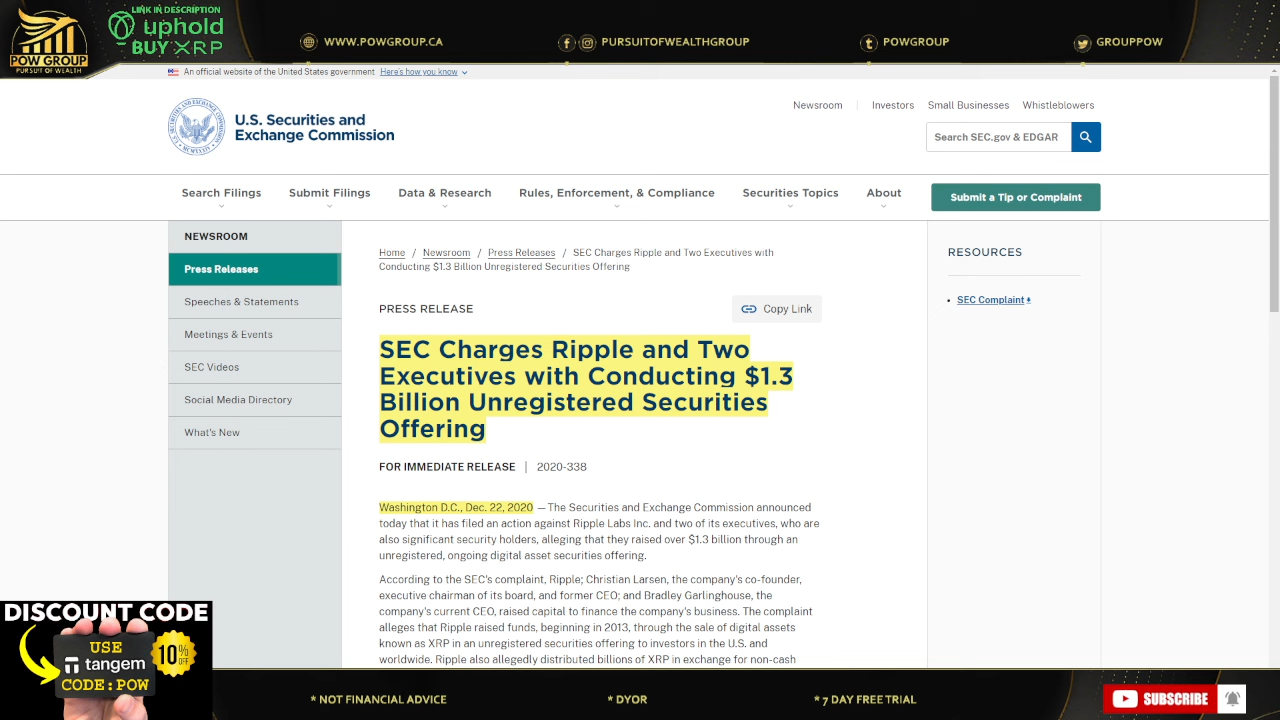 LINK IN DESCRIPTION
uphold
BUY XRP
POW GROUP
PURSUIT OF WEALTH
WWW.POWGROUP.CA
PURSUITOFWEALTHGROUP
POWGROUP
GROUPPOW
An official website of the United States government Here's how you know
U.S. Securities and
Exchange Commission
Newsroom Investors Small Businesses Whistleblowers
Search SEC.gov & EDGAR
Search Filings Submit Filings Data & Research Rules, Enforcement, & Compliance Securities Topics About
Submit a Tip or Complaint
NEWSROOM
Press Releases
Speeches & Statements
Meetings & Events
SEC Videos
Social Media Directory
What's New
Home / Newsroom / Press Releases / SEC Charges Ripple and Two Executives with
Conducting $1.3 Billion Unregistered Securities Offering
PRESS RELEASE
Copy Link
SEC Charges Ripple and Two
Executives with Conducting $1.3
Billion Unregistered Securities
Offering
FOR IMMEDIATE RELEASE | 2020-338
Washington D.C., Dec. 22, 2020 — The Securities and Exchange Commission announced
today that it has filed an action against Ripple Labs Inc. and two of its executives, who are
also significant security holders, alleging that they raised over $1.3 billion through an
unregistered, ongoing digital asset securities offering.
According to the SEC's complaint, Ripple; Christian Larsen, the company's co-founder,
executive chairman of its board, and former CEO; and Bradley Garlinghouse, the
company's current CEO, raised capital to finance the company's business. The complaint
alleges that Ripple raised funds, beginning in 2013, through the sale of digital assets
known as XRP in an unregistered securities offering to investors in the U.S. and
worldwide. Ripple also allegedly distributed billions of XRP in exchange for non-cash
RESOURCES
SEC Complaint
DISCOUNT CODE
USE
tangem
CODE:POW
10%
OFF
* NOT FINANCIAL ADVICE
* DYOR
* 7 DAY FREE TRIAL
SUBSCRIBE